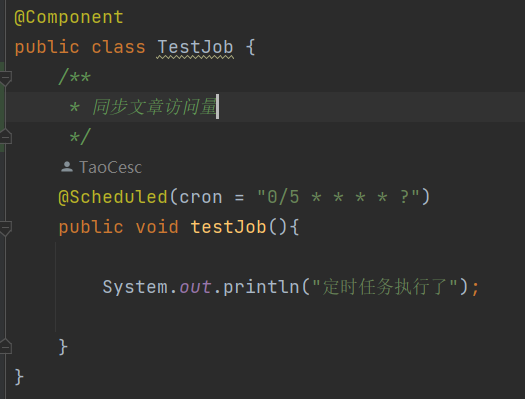 @Component
public class TestJob {
/**
* 同步文章访问量
*/
TaoCesc
@Scheduled(cron = "0/5 * * * * ?")
public void testJob(){
System.out.println("定时任务执行了");
}
}